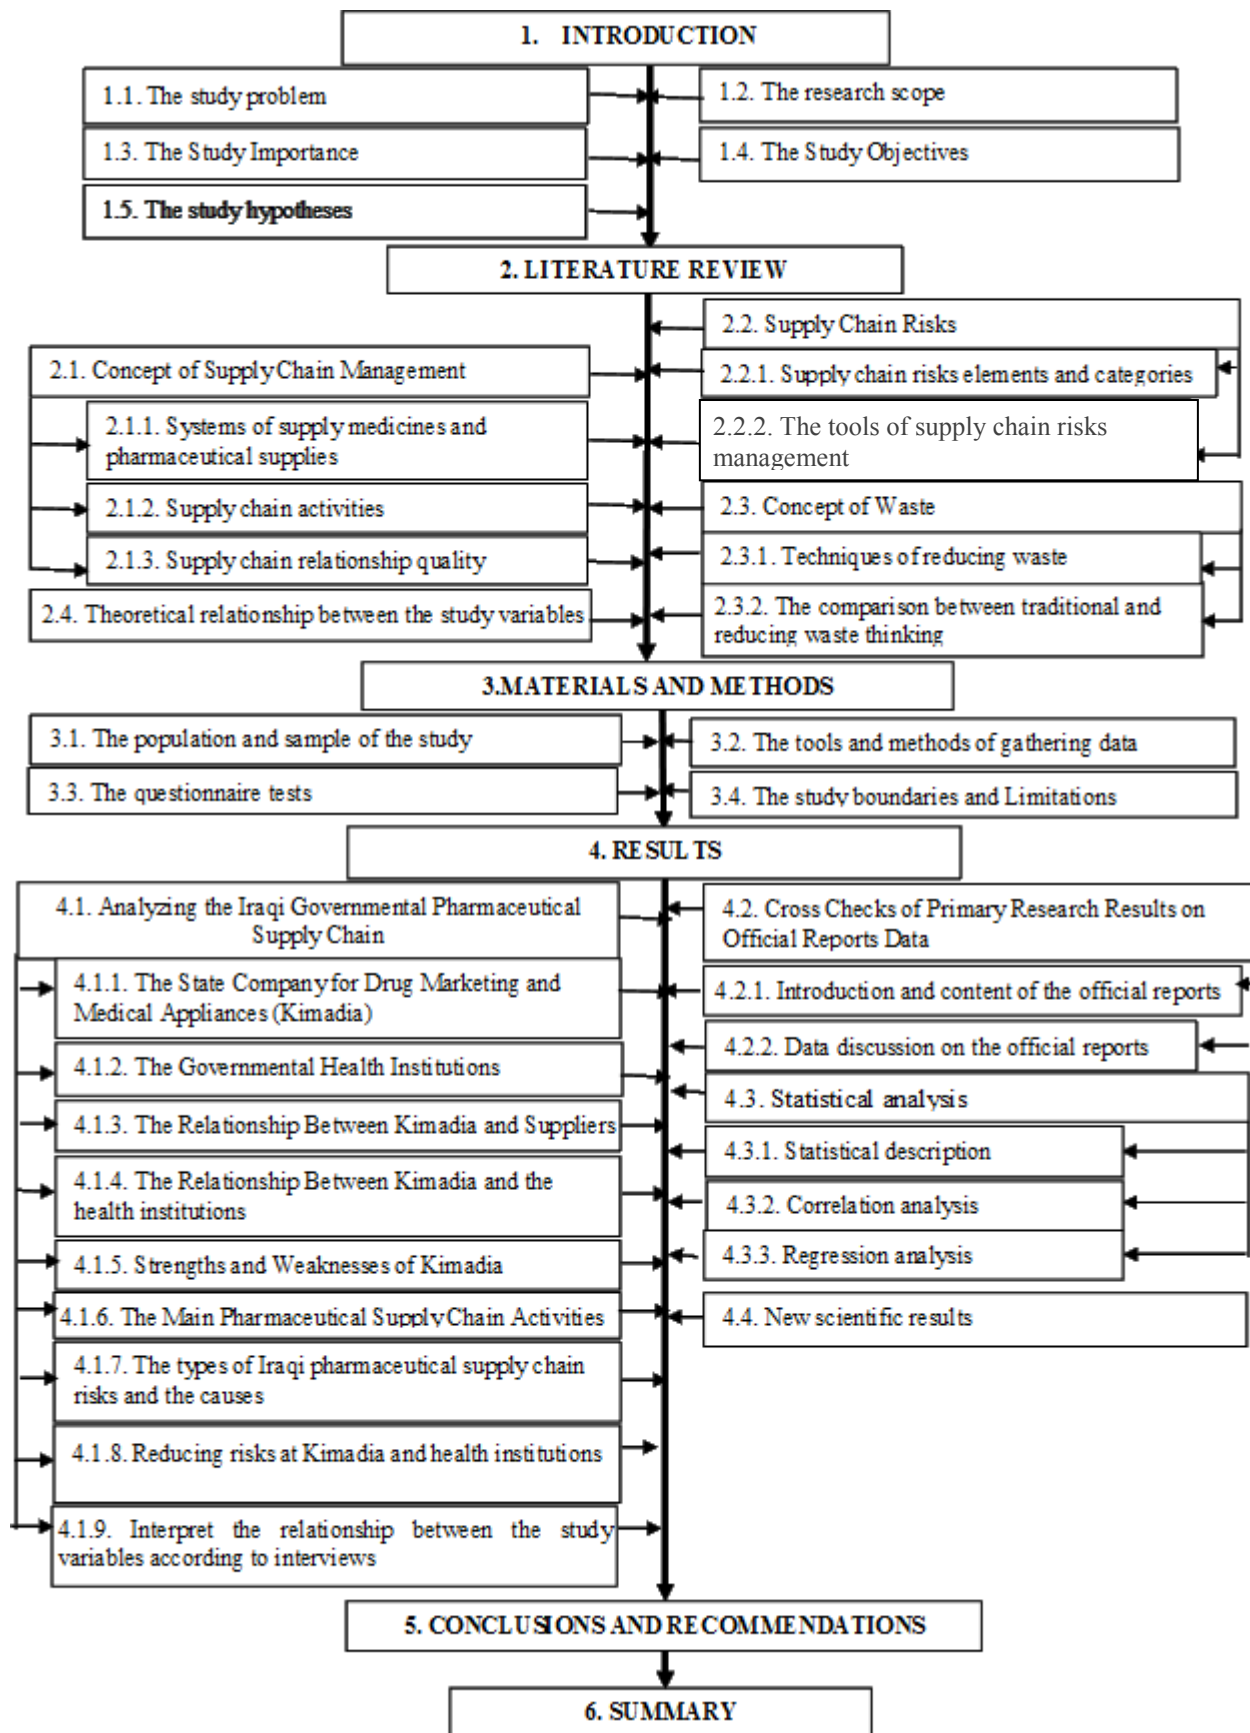 1. INTRODUCTION
1.1. The study problem
1.2. The research scope
1.3. The Study Importance
1.4. The Study Objectives
1.5. The study hypotheses
2. LITERATURE REVIEW
2.2. Supply Chain Risks
2.1. Concept of Supply Chain Management
2.2.1. Supply chain risks elements and categories
2.1.1. Systems of supply medicines and
pharmaceutical supplies
2.2.2. The tools of supply chain risks
management
2.1.2. Supply chain activities
2.3. Concept of Waste
2.1.3. Supply chain relationship quality
2.3.1. Techniques of reducing waste
2.4. Theoretical relationship between the study variables
2.3.2. The comparison between traditional and
reducing waste thinking
3.MATERIALS AND METHODS
3.1. The population and sample of the study
3.2. The tools and methods of gathering data
3.3. The questionnaire tests
3.4. The study boundaries and Limitations
4. RESULTS
4.1. Analyzing the Iraqi Governmental Pharmaceutical
Supply Chain
4.2. Cross Checks of Primary Research Results on
Official Reports Data
4.1.1. The State Company for Drug Marketing and
Medical Appliances (Kimadia)
4.2.1. Introduction and content of the official reports
4.2.2. Data discussion on the official reports
4.1.2. The Governmental Health Institutions
4.3. Statistical analysis
4.1.3. The Relationship Between Kimadia and Suppliers
4.3.1. Statistical description
4.1.4. The Relationship Between Kimadia and the
health institutions
4.3.2. Correlation analysis
4.1.5. Strengths and Weaknesses of Kimadia
4.3.3. Regression analysis
4.1.6. The Main Pharmaceutical Supply Chain Activities
4.4. New scientific results
4.1.7. The types of Iraqi pharmaceutical supply chain
risks and the causes
4.1.8. Reducing risks at Kimadia and health institutions
4.1.9. Interpret the relationship between the study
variables according to interviews
5. CONCLUSIONS AND RECOMMENDATIONS
6. SUMMARY